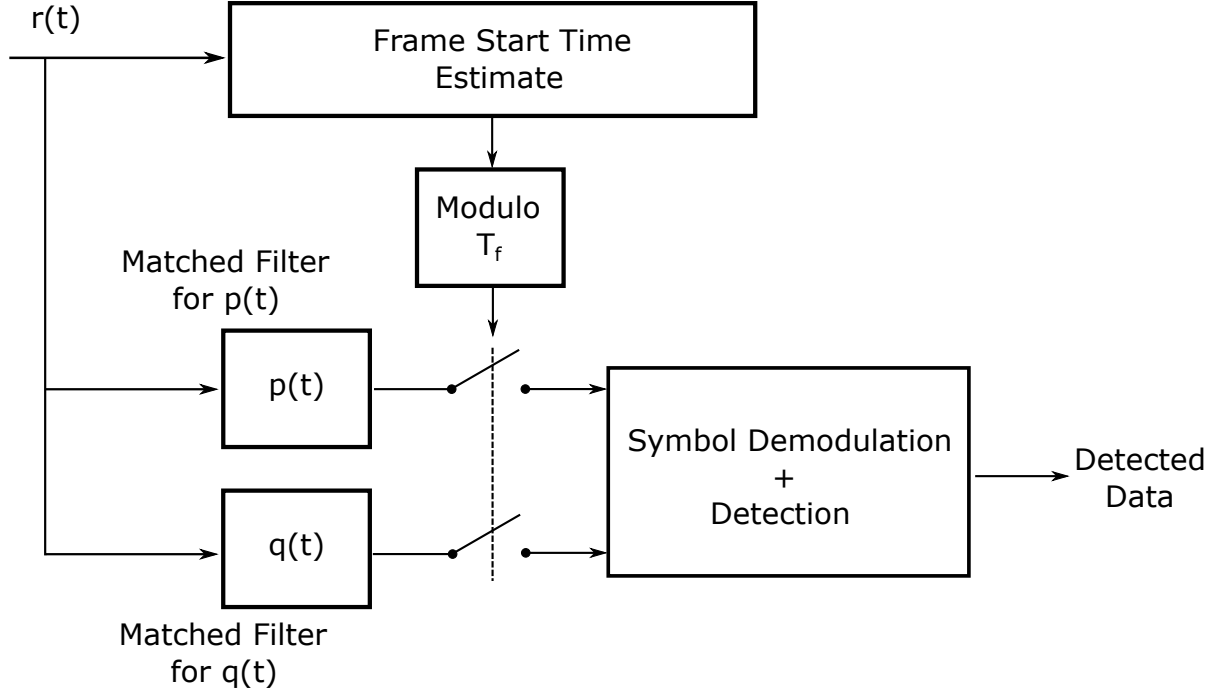 r(t)
Frame Start Time
Estimate
Modulo
T_f
Matched Filter
for p(t)
p(t)
Symbol Demodulation
+
Detection
Detected
Data
q(t)
Matched Filter
for q(t)